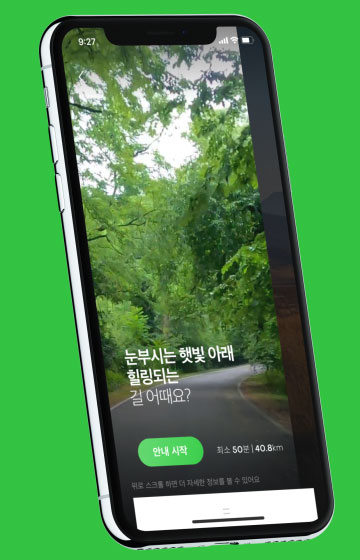 9:27
눈부시는 햇빛 아래
힐링되는
길 어때요?
안내 시작
최소 50분 | 40.8km
위로 스크롤 하면 더 자세한 정보를 볼 수 있어요